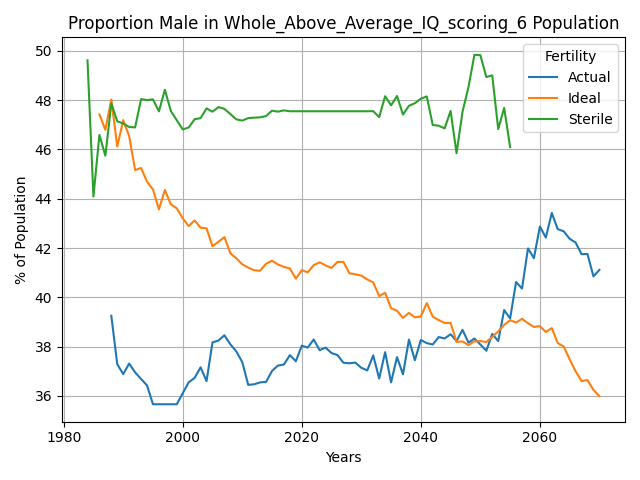 Proportion Male in Whole_Above_Average_IQ_scoring_6 Population
% of Population
50
48
46
44
42
40
38
36
Fertility
Actual
Ideal
Sterile
1980
2000
2020
2040
2060
Years